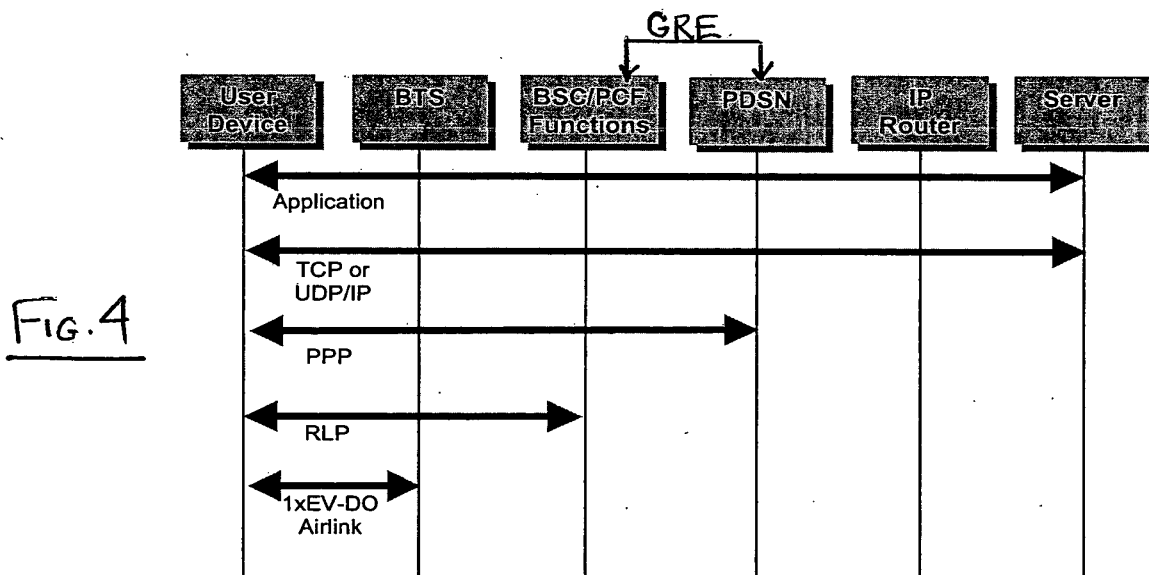 GRE
User
Device
BTS
BSC/PCF
Functions
PDSN
IP
Router
Server
Application
TCP or
UDP/IP
FIG. 4
PPP
RLP
1xEV-DO
Airlink